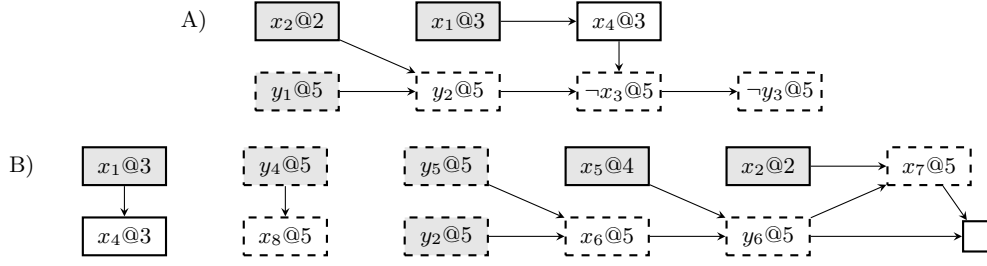 A) x₂@2 x₁@3 x₄@3
y₁@5 y₂@5 ¬x₃@5 ¬y₃@5
B) x₁@3 y₄@5 y₅@5 x₅@4 x₂@2 x₇@5
x₄@3 x₈@5 y₂@5 x₆@5 y₆@5